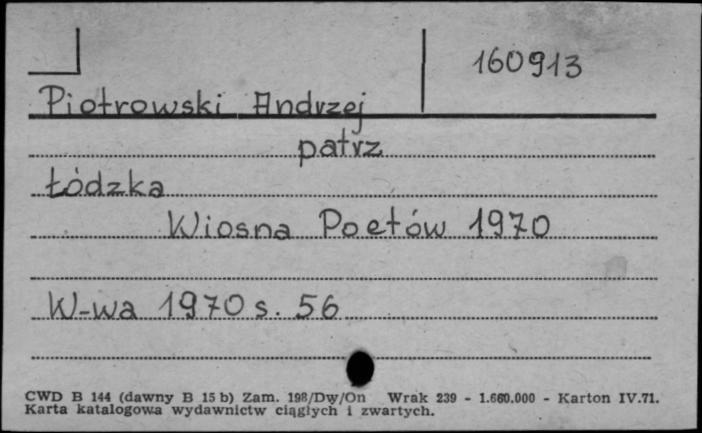 160913
Piotrowski Andrzej
patrz
Łódzka
Wiosna Poetów 1970
W-wa 1970 s. 56
CWD B 144 (dawny B 15 b) Zam. 198/Dw/On Wrak 239 - 1.660.000 - Karton IV.71.
Karta katalogowa wydawnictw ciągłych i zwartych.